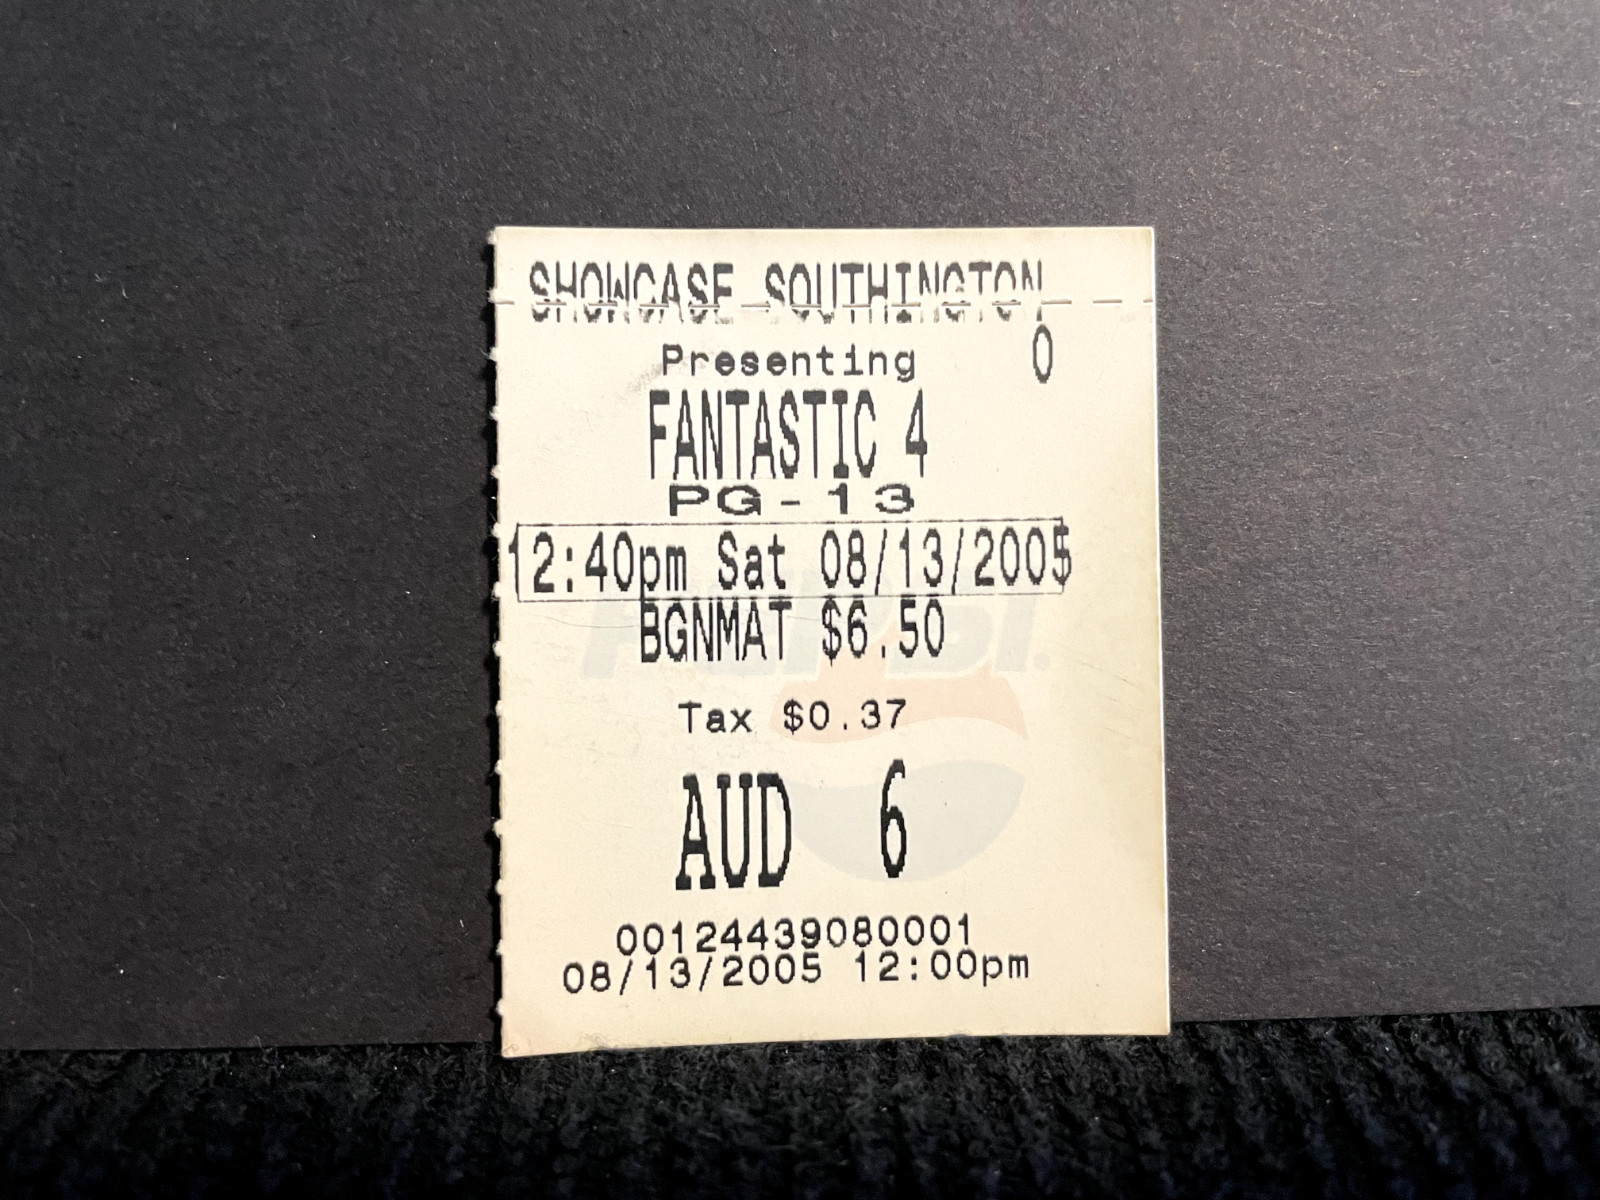 SHOWCASE SOUTHINGTON
0
Presenting
FANTASTIC 4
PG-13
12:40pm Sat 08/13/2005
BGNMAT $6.50
PEPSI
Tax $0.37
AUD 6
00124439080001
08/13/2005 12:00pm